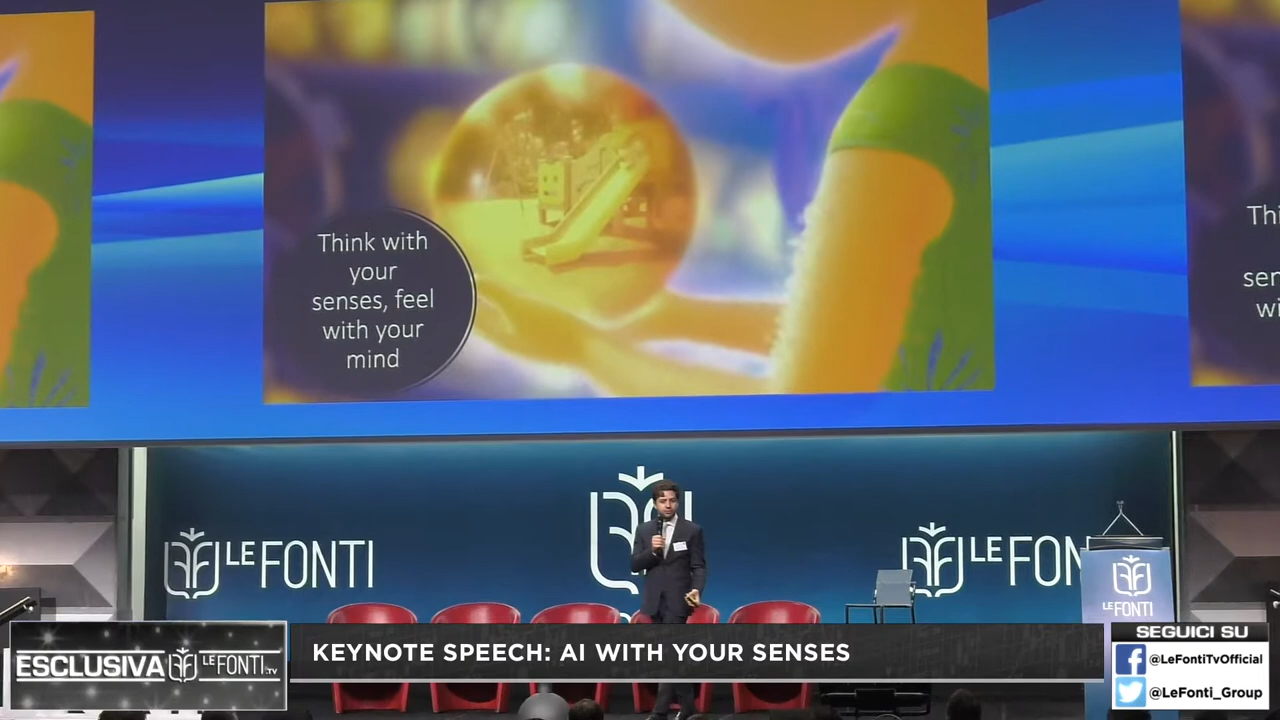 Think with
your
senses, feel
with your
mind
LE FONTI
LE FONTI
LE FONTI
KEYNOTE SPEECH: AI WITH YOUR SENSES
ESCLUSIVA LE FONTI.TV
SEGUICI SU
@LeFontiTvOfficial
@LeFonti_Group